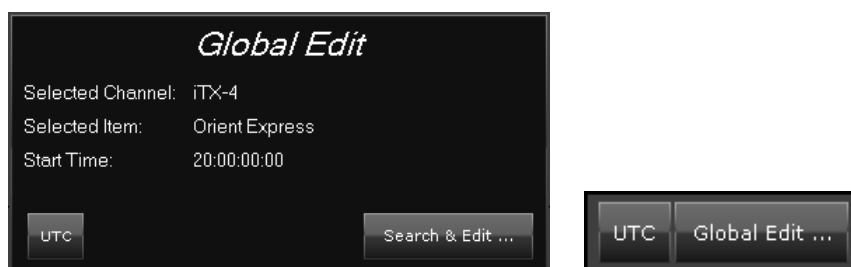 Global Edit
Selected Channel: iTX-4
Selected Item: Orient Express
Start Time: 20:00:00:00
UTC Search & Edit ...
UTC Global Edit ...